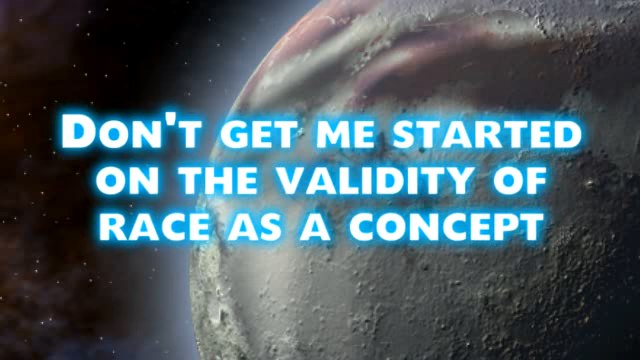 Don't get me started
on the validity of
race as a concept